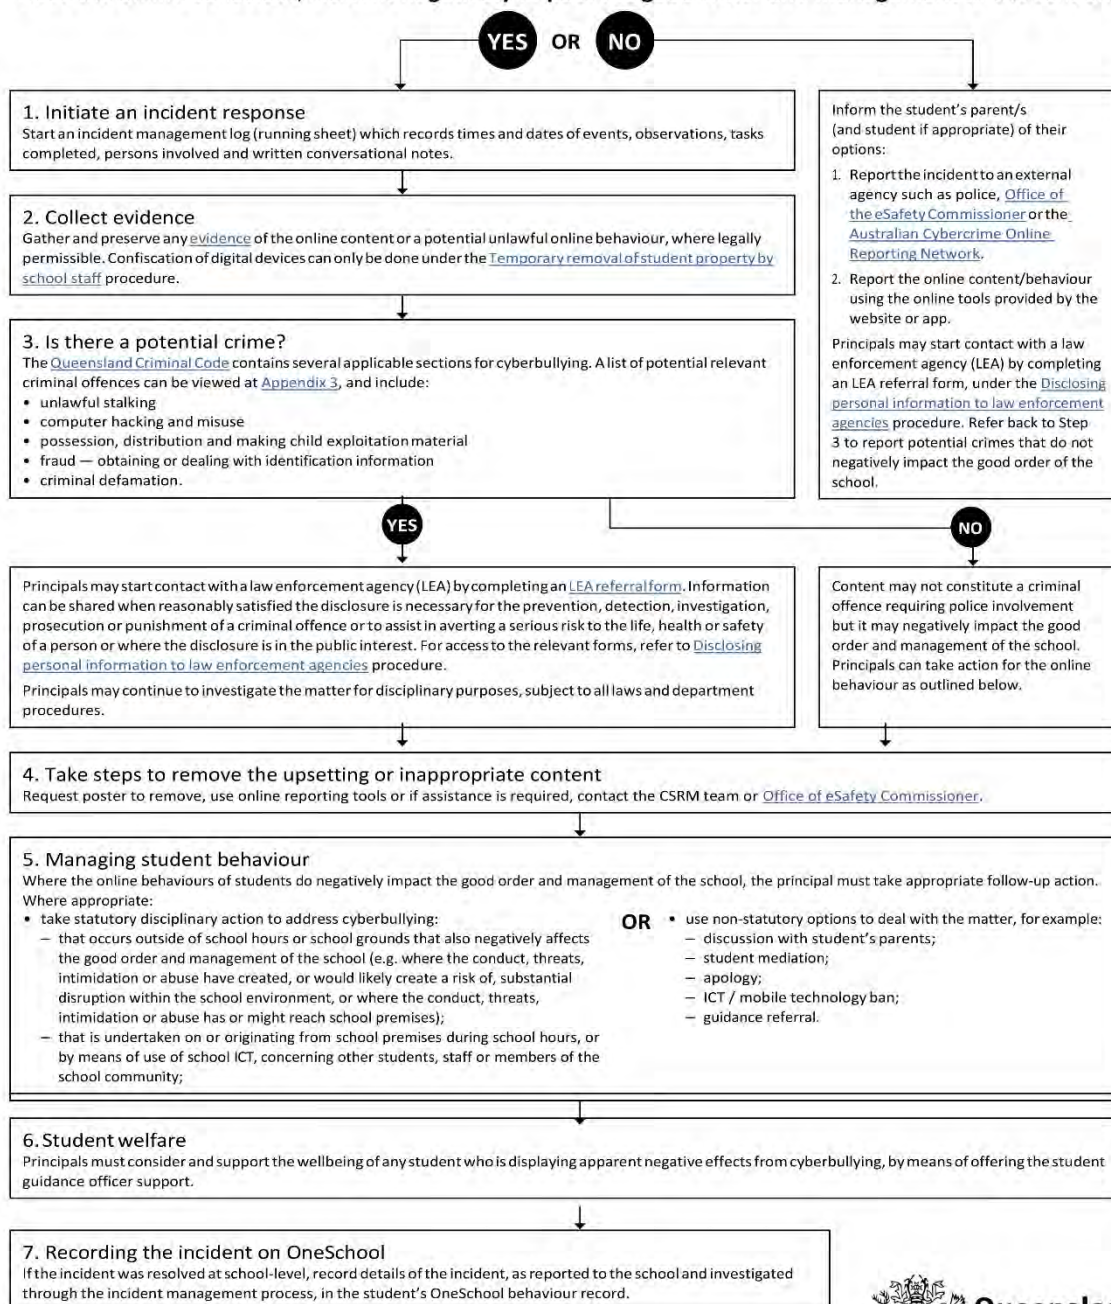 YES OR NO
1. Initiate an incident response
Start an incident management log (running sheet) which records times and dates of events, observations, tasks
completed, persons involved and written conversational notes.
2. Collect evidence
Gather and preserve any evidence of the online content or a potential unlawful online behaviour, where legally
permissible. Confiscation of digital devices can only be done under the Temporary removal of student property by
school staff procedure.
3. Is there a potential crime?
The Queensland Criminal Code contains several applicable sections for cyberbullying. A list of potential relevant
criminal offences can be viewed at Appendix 3, and include:
• unlawful stalking
• computer hacking and misuse
• possession, distribution and making child exploitation material
• fraud — obtaining or dealing with identification information
• criminal defamation.
Inform the student's parent/s
(and student if appropriate) of their
options:
1. Report the incident to an external
agency such as police, Office of
the eSafety Commissioner or the
Australian Cybercrime Online
Reporting Network.
2. Report the online content/behaviour
using the online tools provided by the
website or app.
Principals may start contact with a law
enforcement agency (LEA) by completing
an LEA referral form, under the Disclosing
personal information to law enforcement
agencies procedure. Refer back to Step
3 to report potential crimes that do not
negatively impact the good order of the
school.
YES
NO
Principals may start contact with a law enforcement agency (LEA) by completing an LEA referral form. Information
can be shared when reasonably satisfied the disclosure is necessary for the prevention, detection, investigation,
prosecution or punishment of a criminal offence or to assist in averting a serious risk to the life, health or safety
of a person or where the disclosure is in the public interest. For access to the relevant forms, refer to Disclosing
personal information to law enforcement agencies procedure.
Principals may continue to investigate the matter for disciplinary purposes, subject to all laws and department
procedures.
Content may not constitute a criminal
offence requiring police involvement
but it may negatively impact the good
order and management of the school.
Principals can take action for the online
behaviour as outlined below.
4. Take steps to remove the upsetting or inappropriate content
Request poster to remove, use online reporting tools or if assistance is required, contact the CSRM team or Office of eSafety Commissioner.
5. Managing student behaviour
Where the online behaviours of students do negatively impact the good order and management of the school, the principal must take appropriate follow-up action.
Where appropriate:
• take statutory disciplinary action to address cyberbullying:
– that occurs outside of school hours or school grounds that also negatively affects
the good order and management of the school (e.g. where the conduct, threats,
intimidation or abuse have created, or would likely create a risk of, substantial
disruption within the school environment, or where the conduct, threats,
intimidation or abuse has or might reach school premises);
– that is undertaken on or originating from school premises during school hours, or
by means of use of school ICT, concerning other students, staff or members of the
school community;
OR
• use non-statutory options to deal with the matter, for example:
– discussion with student's parents;
– student mediation;
– apology;
– ICT / mobile technology ban;
– guidance referral.
6. Student welfare
Principals must consider and support the wellbeing of any student who is displaying apparent negative effects from cyberbullying, by means of offering the student
guidance officer support.
7. Recording the incident on OneSchool
If the incident was resolved at school-level, record details of the incident, as reported to the school and investigated
through the incident management process, in the student's OneSchool behaviour record.